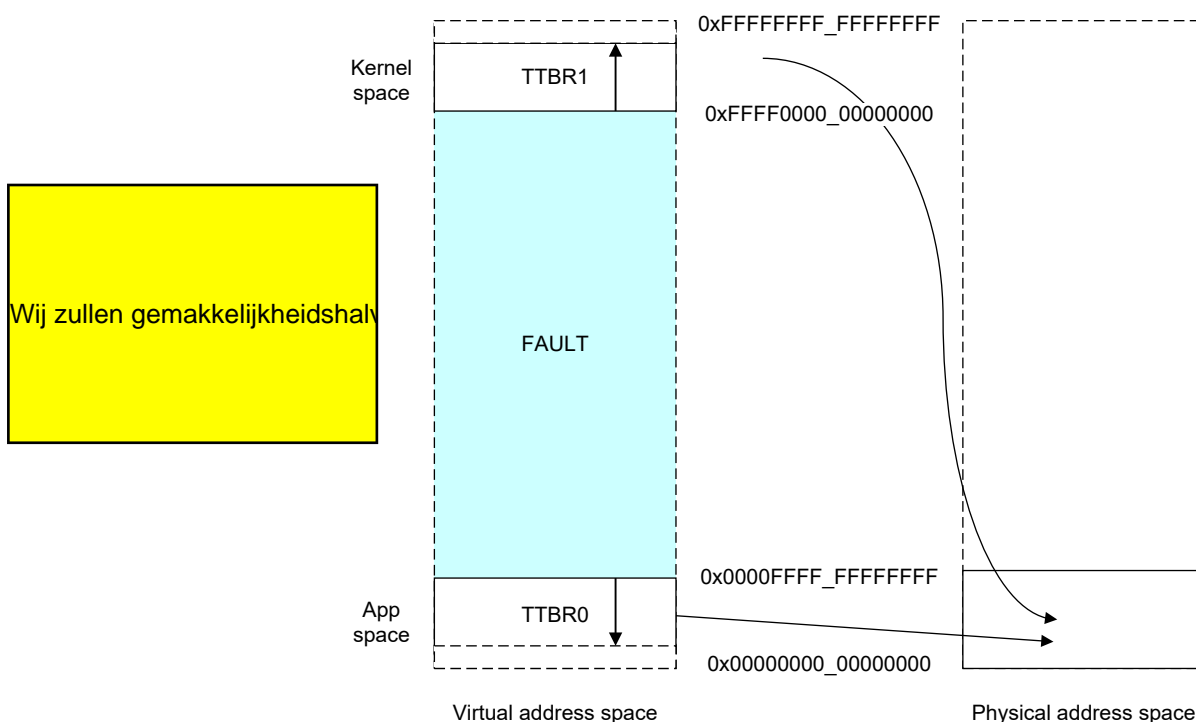 0xFFFFFFFF_FFFFFFFF
Kernel
space
TTBR1
0xFFFF0000_00000000
Wij zullen gemakkelijkheidshalv
FAULT
0x0000FFFF_FFFFFFFF
App
space
TTBR0
0x00000000_00000000
Virtual address space
Physical address space